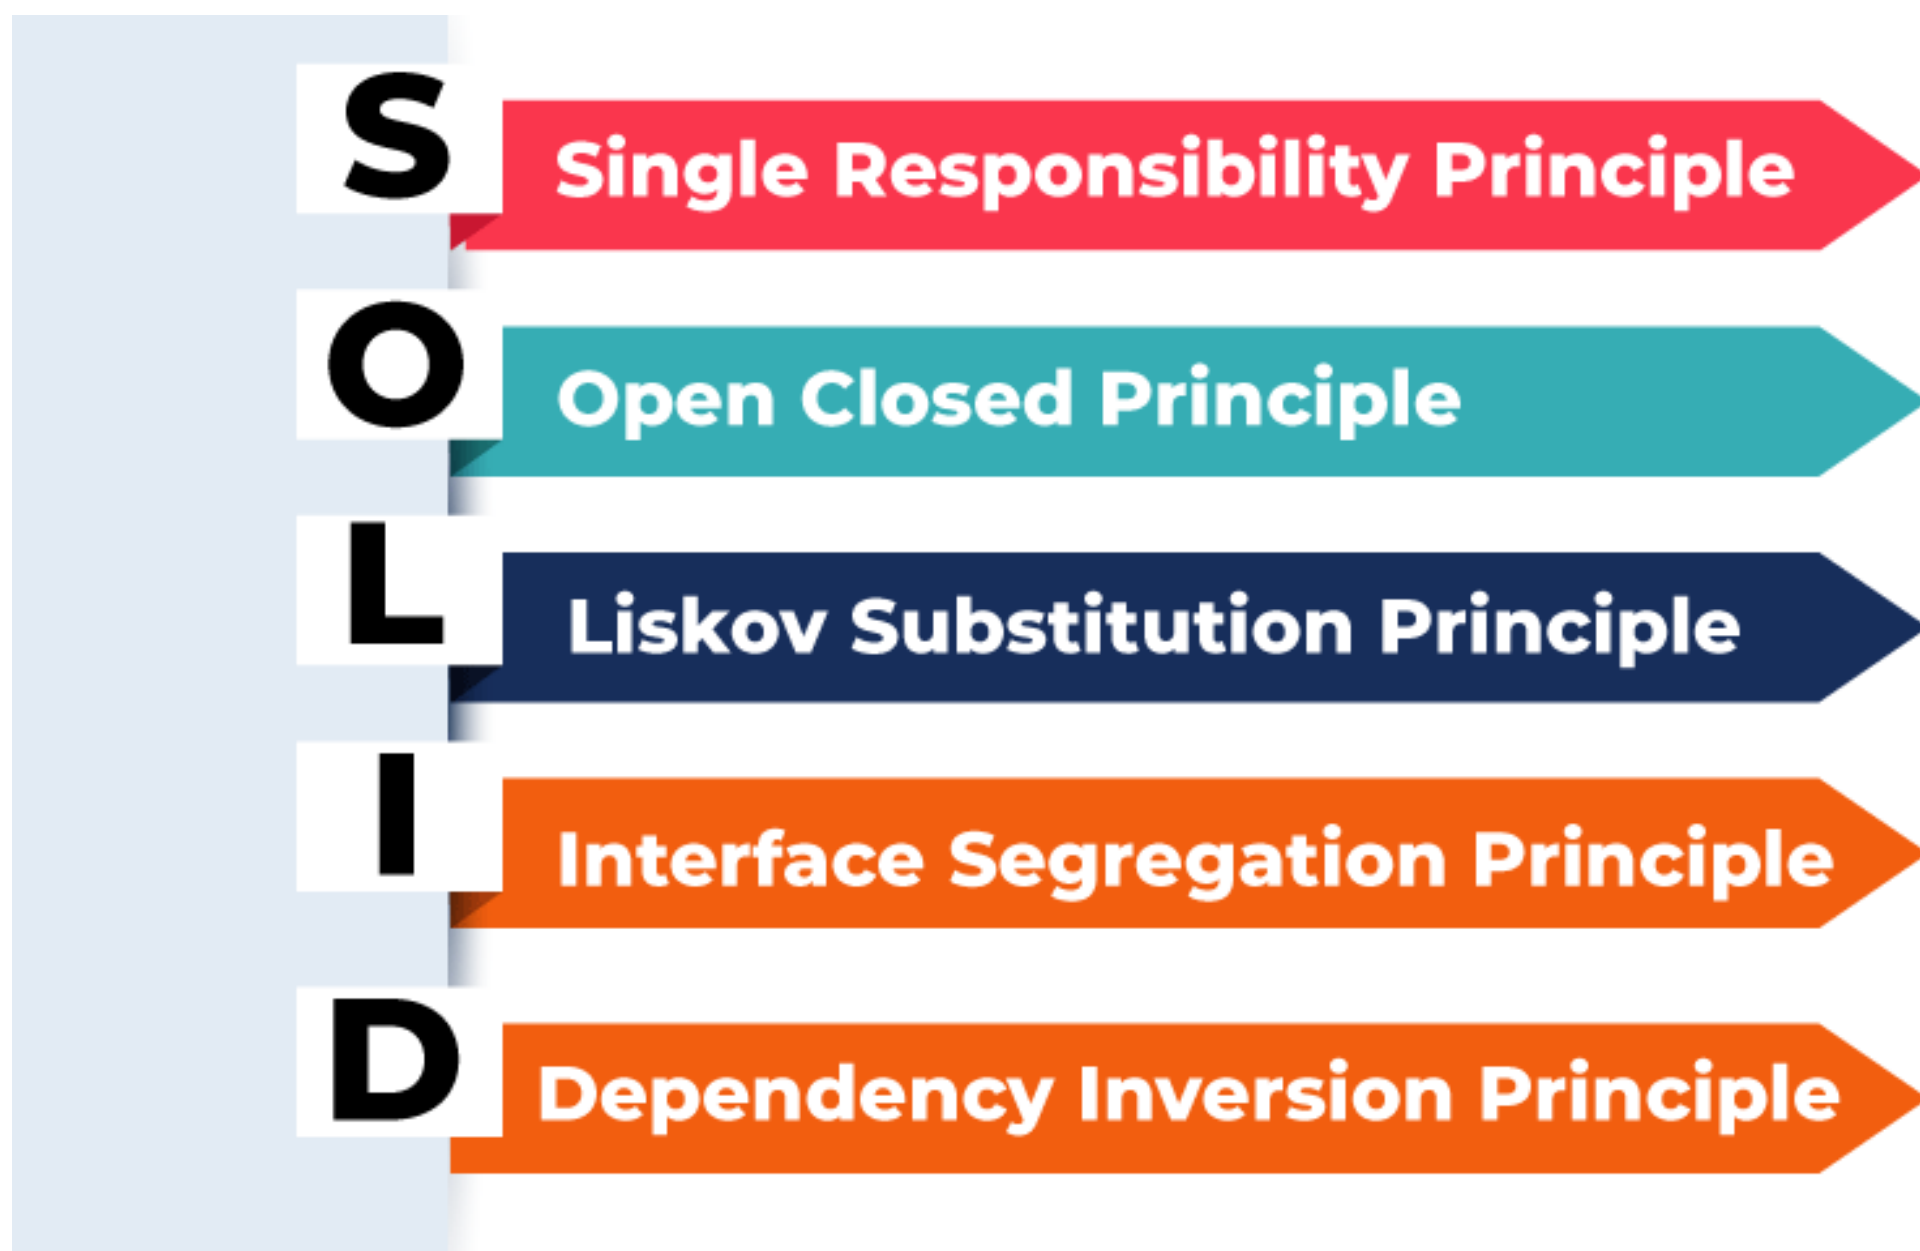 S
Single Responsibility Principle
O
Open Closed Principle
L
Liskov Substitution Principle
I
Interface Segregation Principle
D
Dependency Inversion Principle